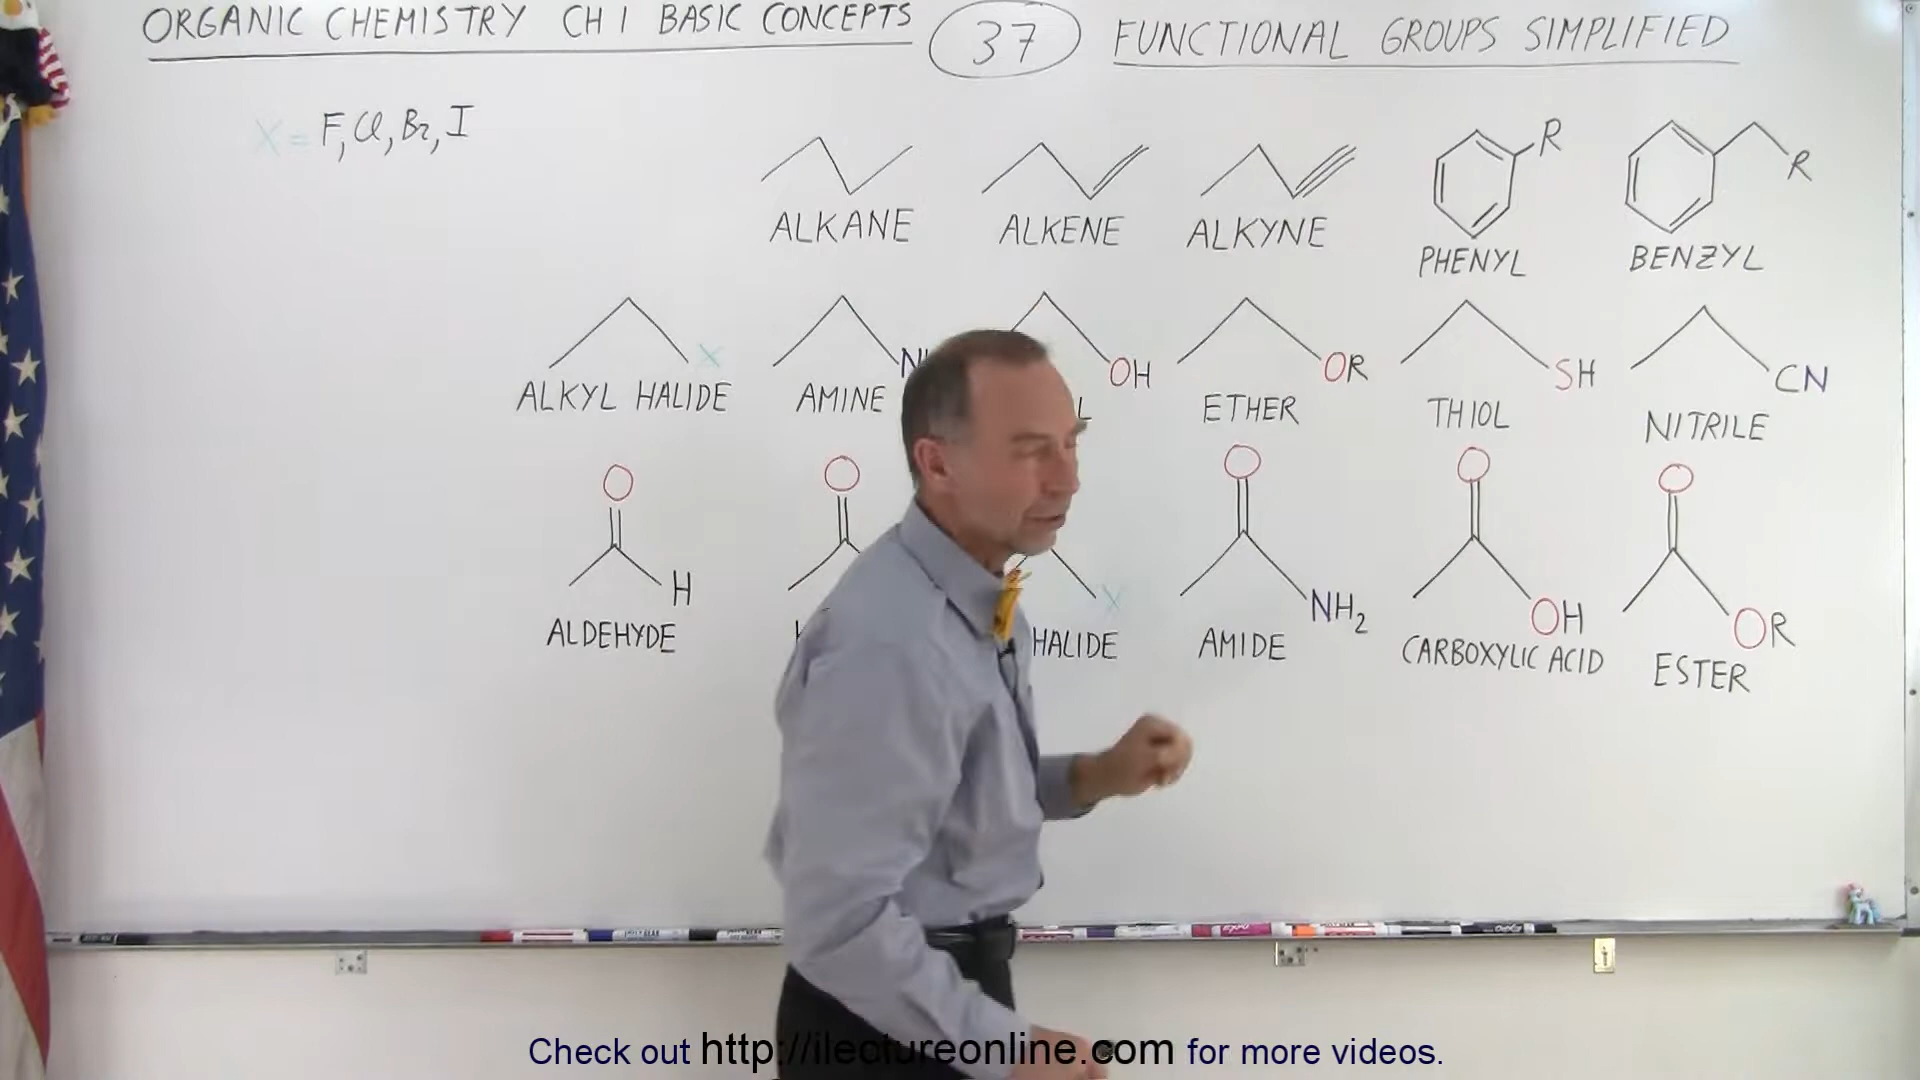 ORGANIC CHEMISTRY CH 1 BASIC CONCEPTS 37 FUNCTIONAL GROUPS SIMPLIFIED
X = F, Cl, Br, I
R R
ALKANE ALKENE ALKYNE PHENYL BENZYL
X OH OR SH CN
ALKYL HALIDE AMINE ETHER THIOL NITRILE
O O O O O
H X NH2 OH OR
ALDEHYDE HALIDE AMIDE CARBOXYLIC ACID ESTER
Check out http://ilectureonline.com for more videos.